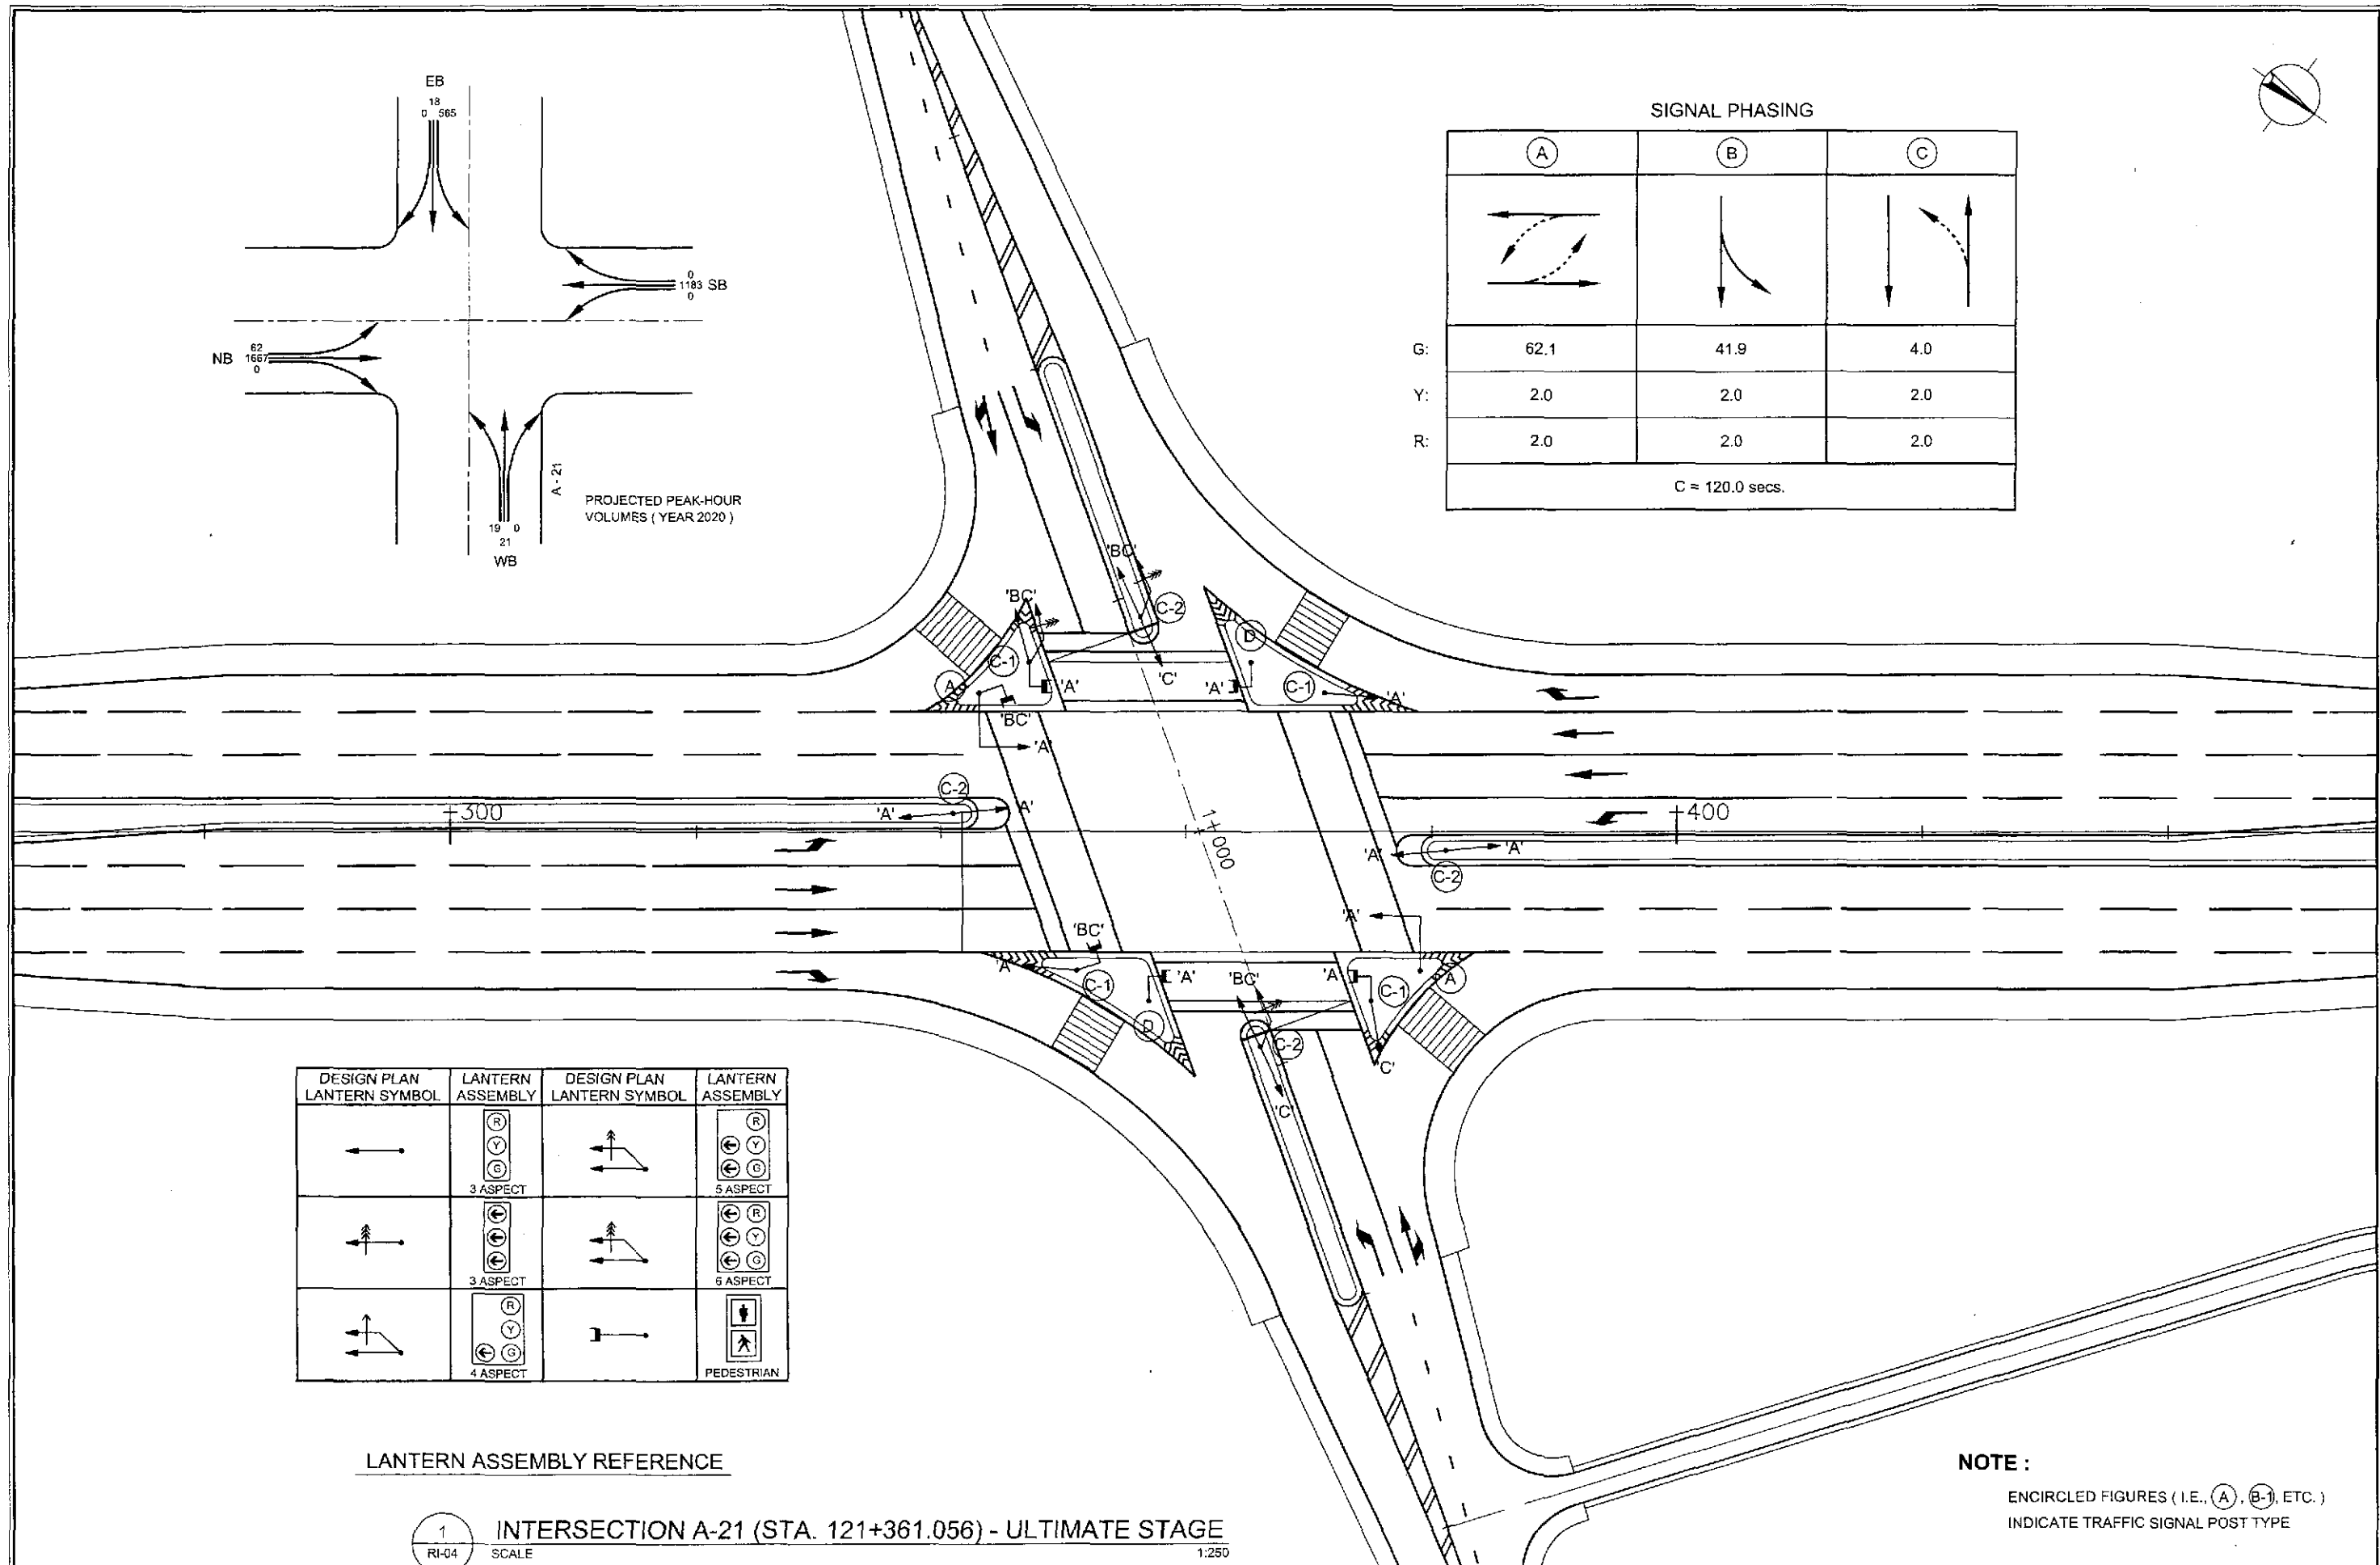 EB
18
0 565
0
1183 SB
0
62
NB 1667
0
19 0
21
WB
A - 21
PROJECTED PEAK-HOUR
VOLUMES ( YEAR 2020 )
SIGNAL PHASING
A B C
G: 62.1 41.9 4.0
Y: 2.0 2.0 2.0
R: 2.0 2.0 2.0
C = 120.0 secs.
'BC'
C-2
'BC'
C-1
D
'A'
'C'
'A'
C-1
'A'
A
'BC'
'A'
C-2
'A'
'A'
300
400
1+000
'A'
'A'
C-2
'A'
'BC'
'A'
C-1
'A'
'BC'
'A'
C-1
A
D
C-2
'C'
'C'
DESIGN PLAN LANTERN DESIGN PLAN LANTERN
LANTERN SYMBOL ASSEMBLY LANTERN SYMBOL ASSEMBLY
R R
Y Y
G G
3 ASPECT 5 ASPECT
R
Y
G
3 ASPECT 6 ASPECT
R
Y
G
4 ASPECT PEDESTRIAN
LANTERN ASSEMBLY REFERENCE
1
RI-04
INTERSECTION A-21 (STA. 121+361.056) - ULTIMATE STAGE
SCALE 1:250
NOTE :
ENCIRCLED FIGURES ( I.E., A , B-1, ETC. )
INDICATE TRAFFIC SIGNAL POST TYPE